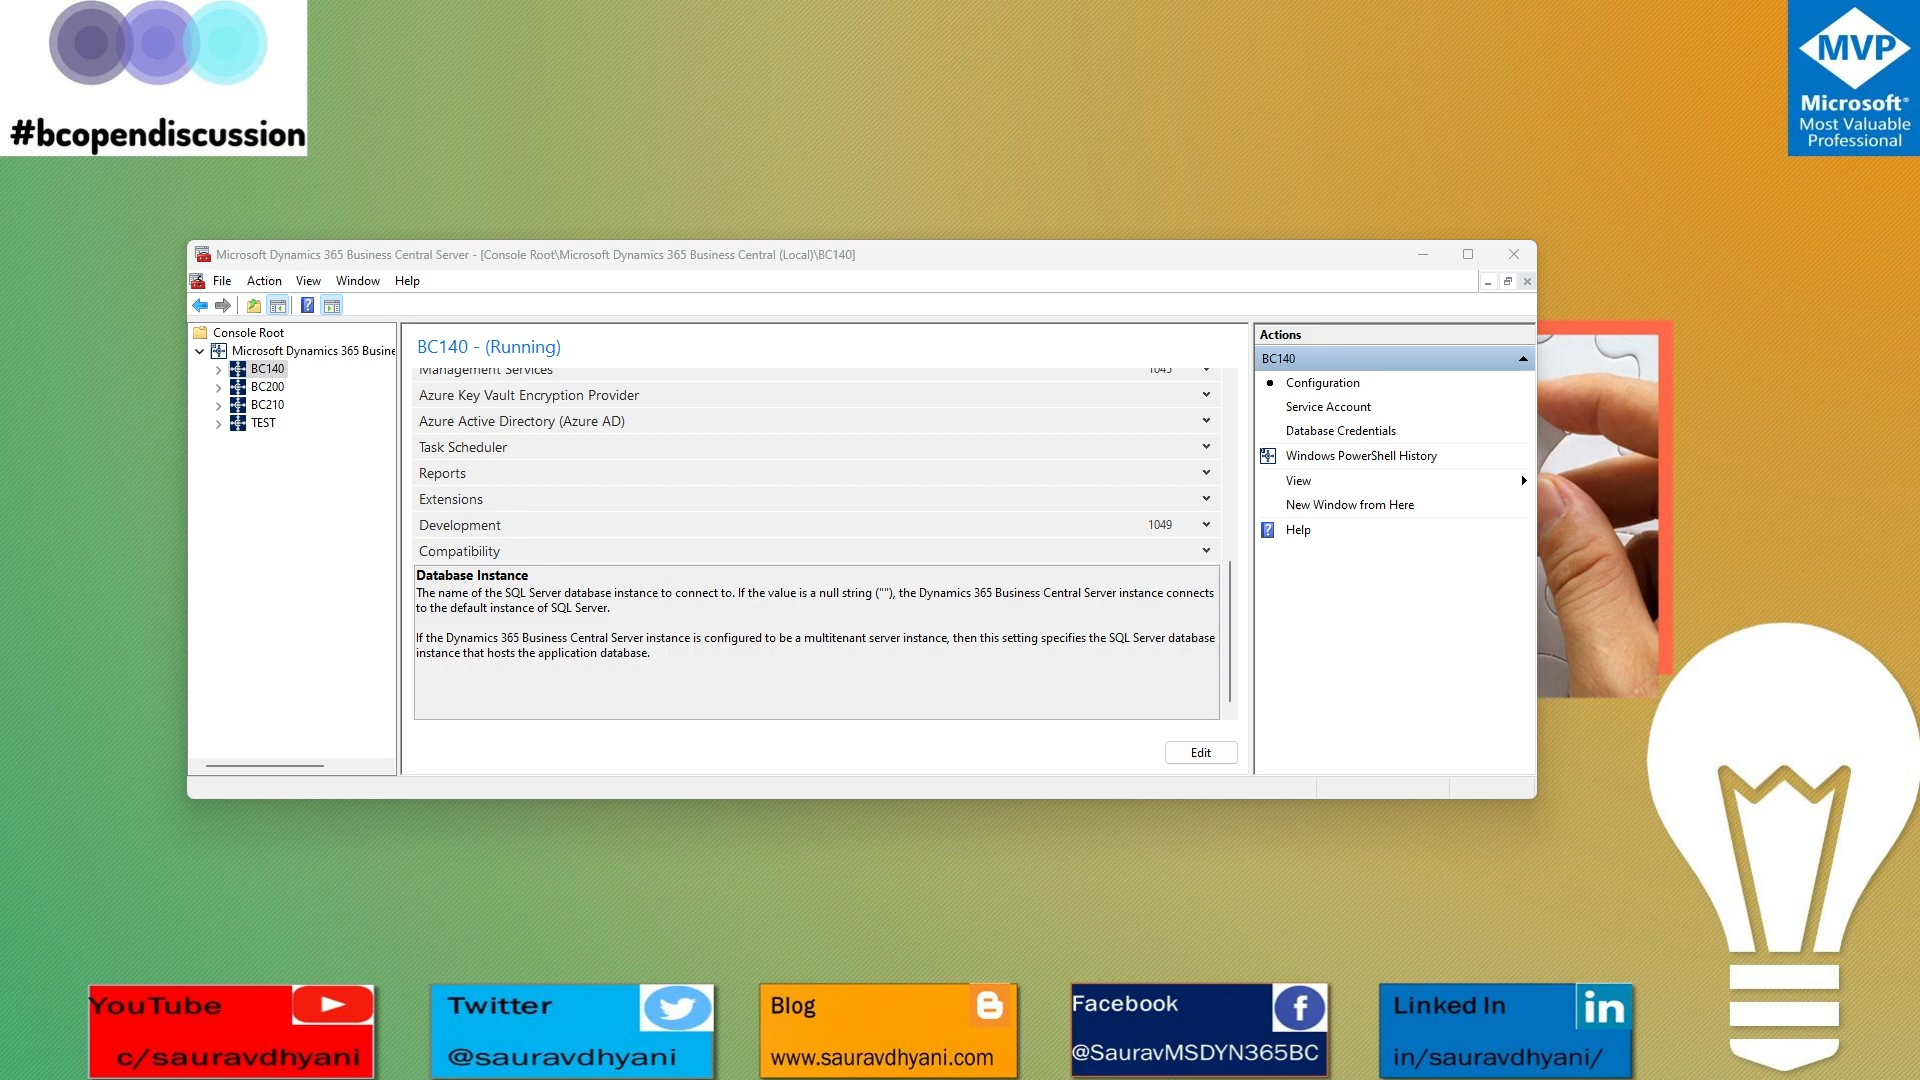 #bcopendiscussion
MVP
Microsoft®
Most Valuable
Professional
Microsoft Dynamics 365 Business Central Server - [Console Root\Microsoft Dynamics 365 Business Central (Local)\BC140]
File Action View Window Help
Console Root
Microsoft Dynamics 365 Busine
BC140
BC200
BC210
TEST
BC140 - (Running)
Management Services 1045
Azure Key Vault Encryption Provider
Azure Active Directory (Azure AD)
Task Scheduler
Reports
Extensions
Development 1049
Compatibility
Database Instance
The name of the SQL Server database instance to connect to. If the value is a null string (""), the Dynamics 365 Business Central Server instance connects
to the default instance of SQL Server.
If the Dynamics 365 Business Central Server instance is configured to be a multitenant server instance, then this setting specifies the SQL Server database
instance that hosts the application database.
Edit
Actions
BC140
Configuration
Service Account
Database Credentials
Windows PowerShell History
View
New Window from Here
Help
YouTube
c/sauravdhyani
Twitter
@sauravdhyani
Blog
www.sauravdhyani.com
Facebook
@SauravMSDYN365BC
Linked In
in
in/sauravdhyani/